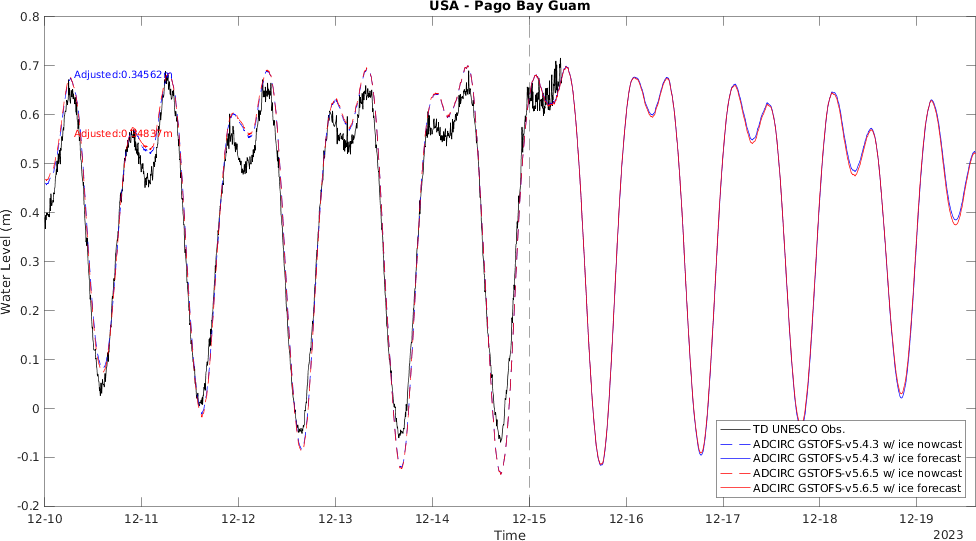 USA - Pago Bay Guam
0.8
0.7
0.6
0.5
0.4
0.3
0.2
0.1
0
-0.1
-0.2
Water Level (m)
Adjusted:0.34562m
TD UNESCO Obs.
ADCIRC GSTOFS-v5.4.3 w/ ice nowcast
ADCIRC GSTOFS-v5.4.3 w/ ice forecast
ADCIRC GSTOFS-v5.6.5 w/ ice nowcast
ADCIRC GSTOFS-v5.6.5 w/ ice forecast
12-10 12-11 12-12 12-13 12-14 12-15 12-16 12-17 12-18 12-19
Time
2023